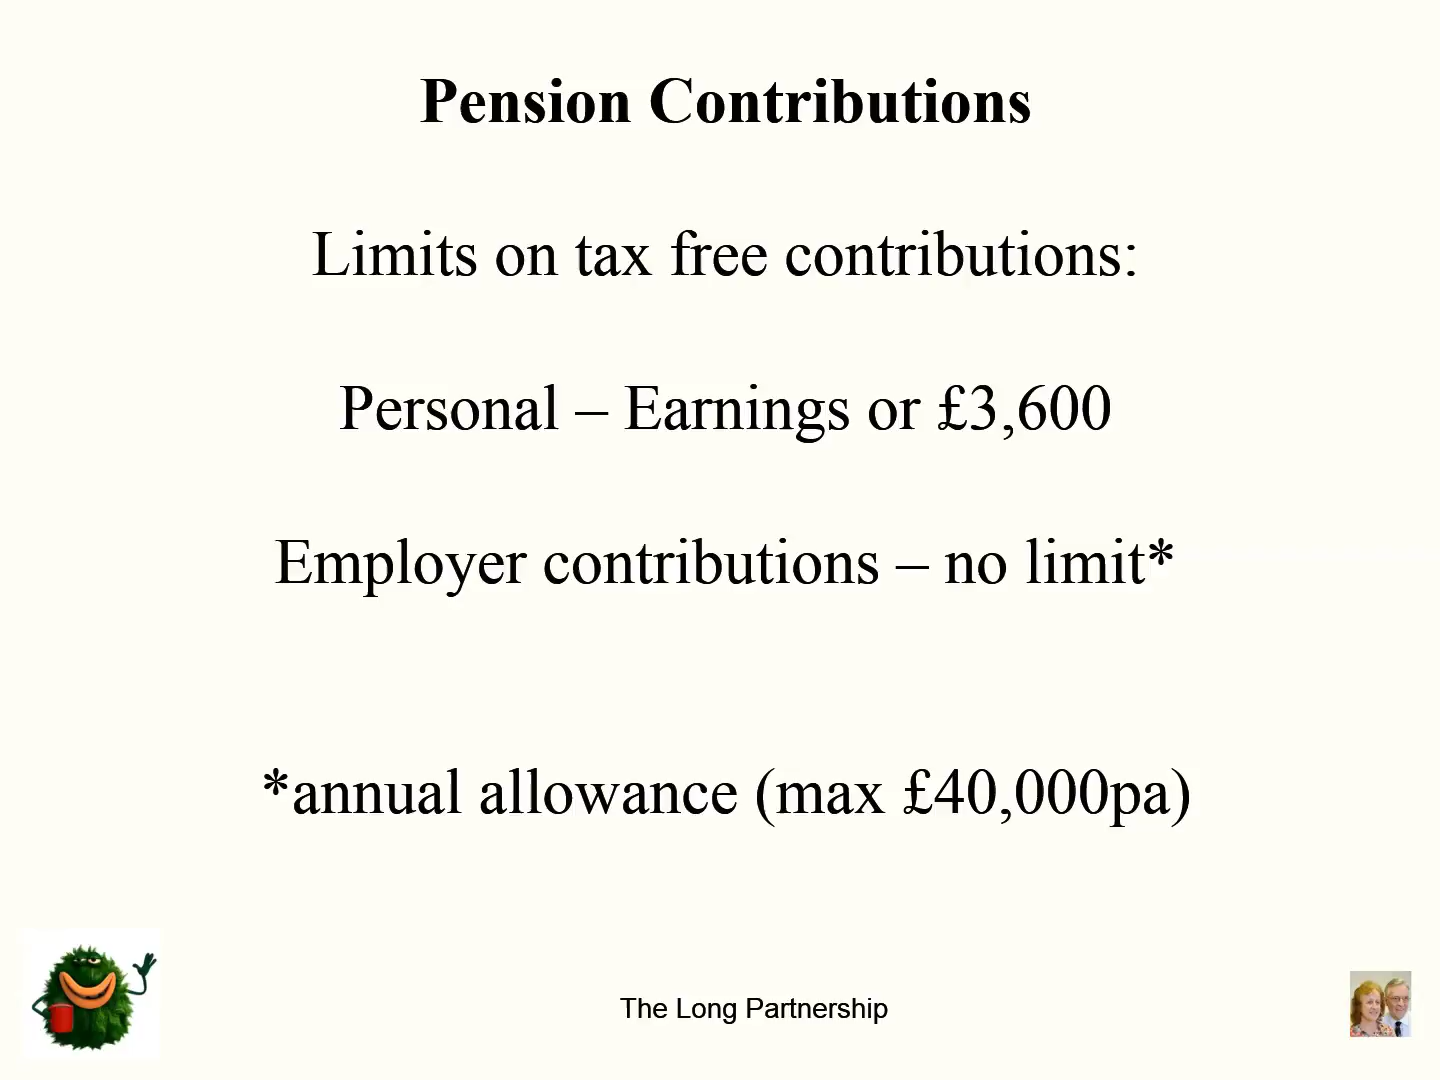 Pension Contributions
Limits on tax free contributions:
Personal – Earnings or £3,600
Employer contributions – no limit*
*annual allowance (max £40,000pa)
The Long Partnership